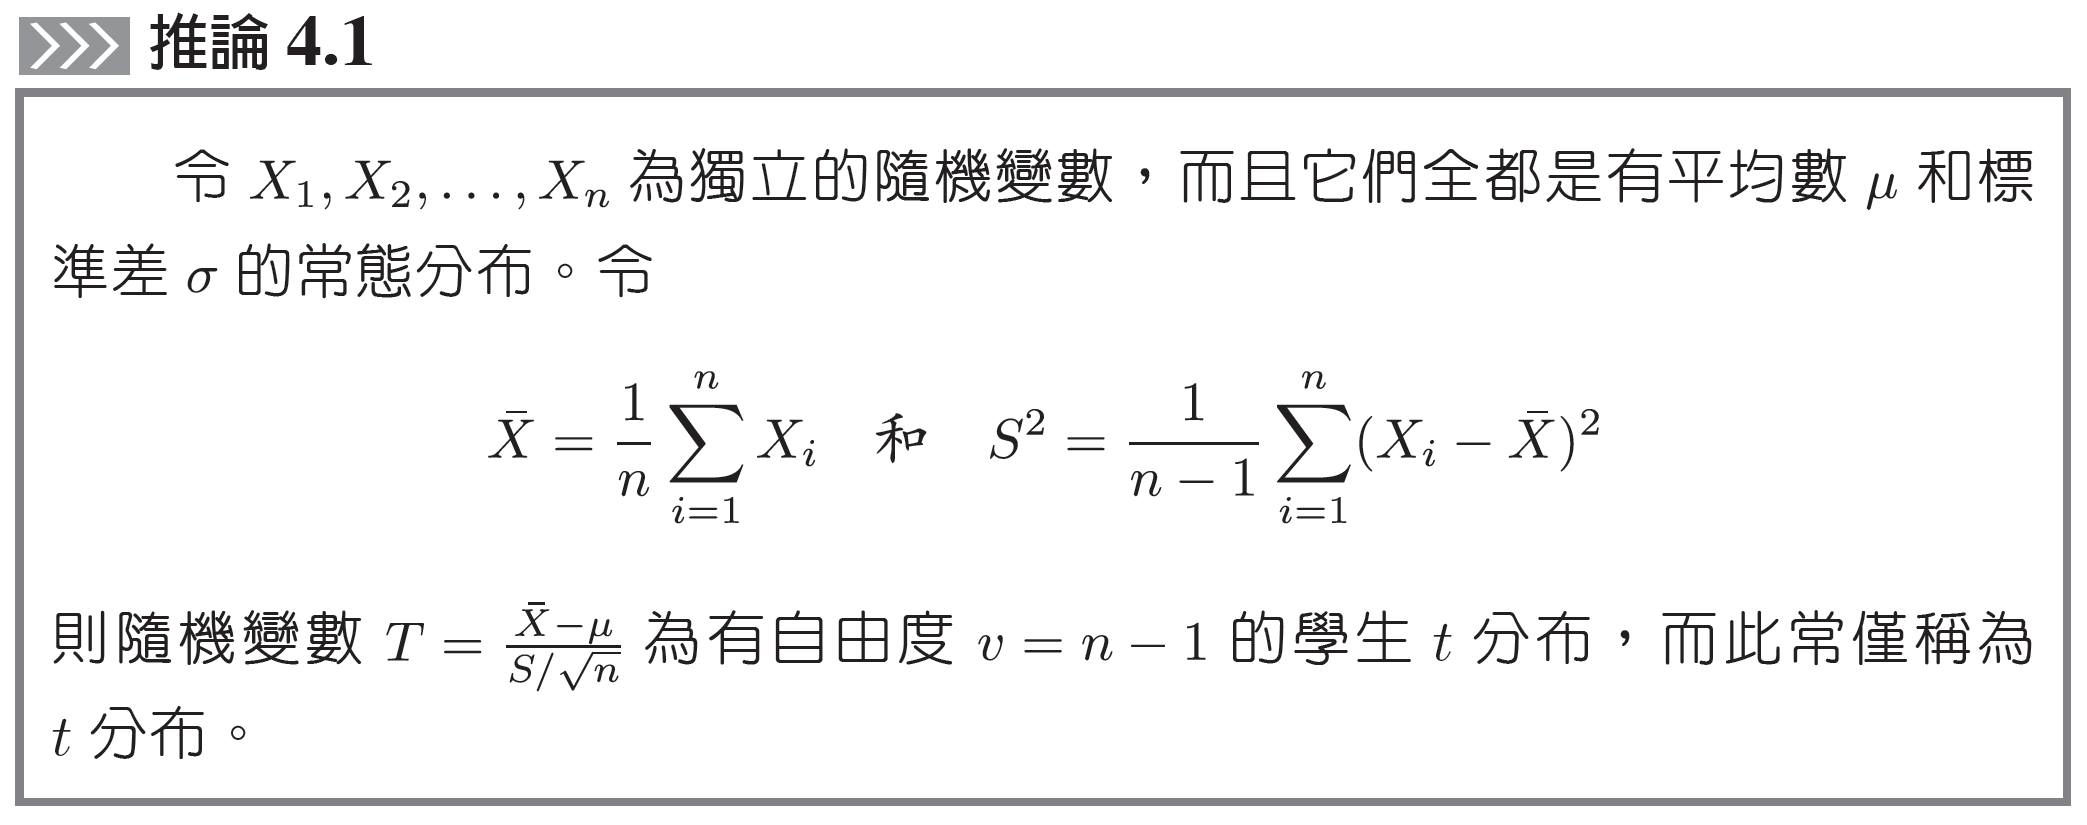 推論 4.1
令 $X_1, X_2, \ldots, X_n$ 為獨立的隨機變數，而且它們全都是有平均數 $\mu$ 和標
準差 $\sigma$ 的常態分布。令
$\bar{X} = \frac{1}{n} \sum_{i=1}^{n} X_i$ 和 $S^2 = \frac{1}{n-1} \sum_{i=1}^{n} (X_i - \bar{X})^2$
則隨機變數 $T = \frac{\bar{X} - \mu}{S/\sqrt{n}}$ 為有自由度 $v = n - 1$ 的學生 $t$ 分布，而此常僅稱為
$t$ 分布。